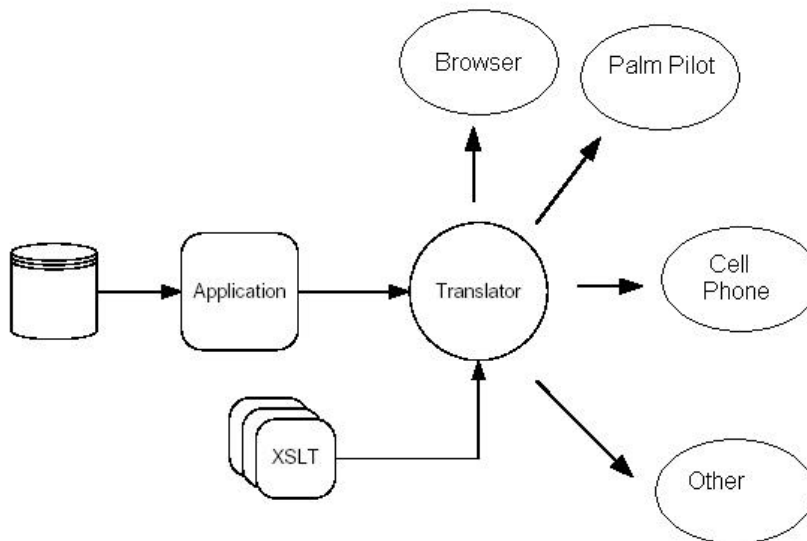 Browser
Palm Pilot
Application
Translator
Cell
Phone
XSLT
Other